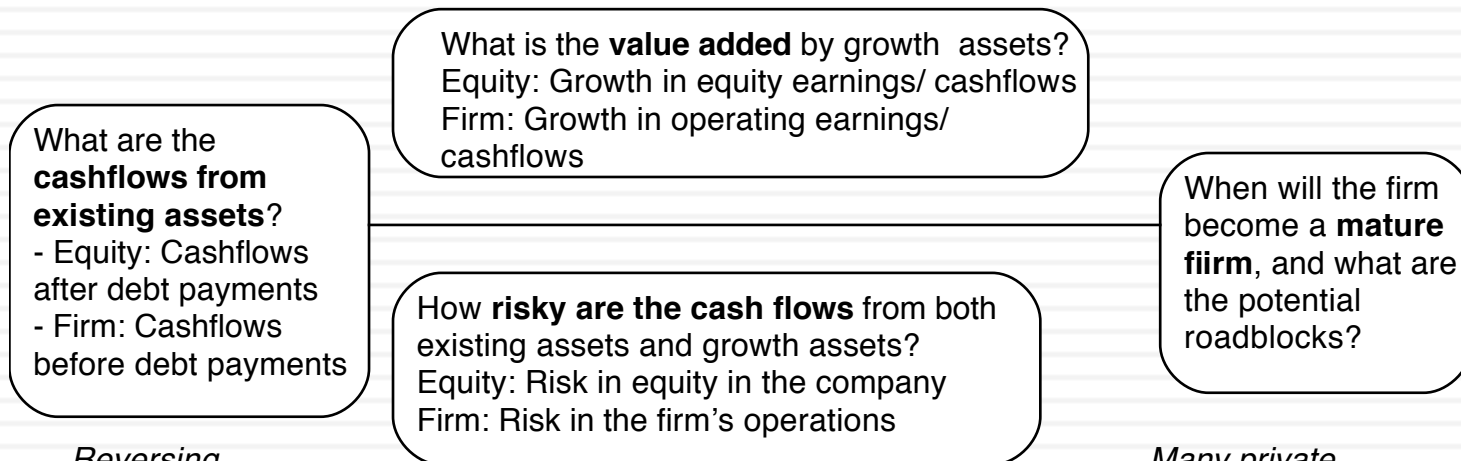 What is the value added by growth assets?
Equity: Growth in equity earnings/ cashflows
Firm: Growth in operating earnings/
cashflows
What are the
cashflows from
existing assets?
- Equity: Cashflows
after debt payments
- Firm: Cashflows
before debt payments
How risky are the cash flows from both
existing assets and growth assets?
Equity: Risk in equity in the company
Firm: Risk in the firm's operations
When will the firm
become a mature
fiirm, and what are
the potential
roadblocks?
Reversing
Many private